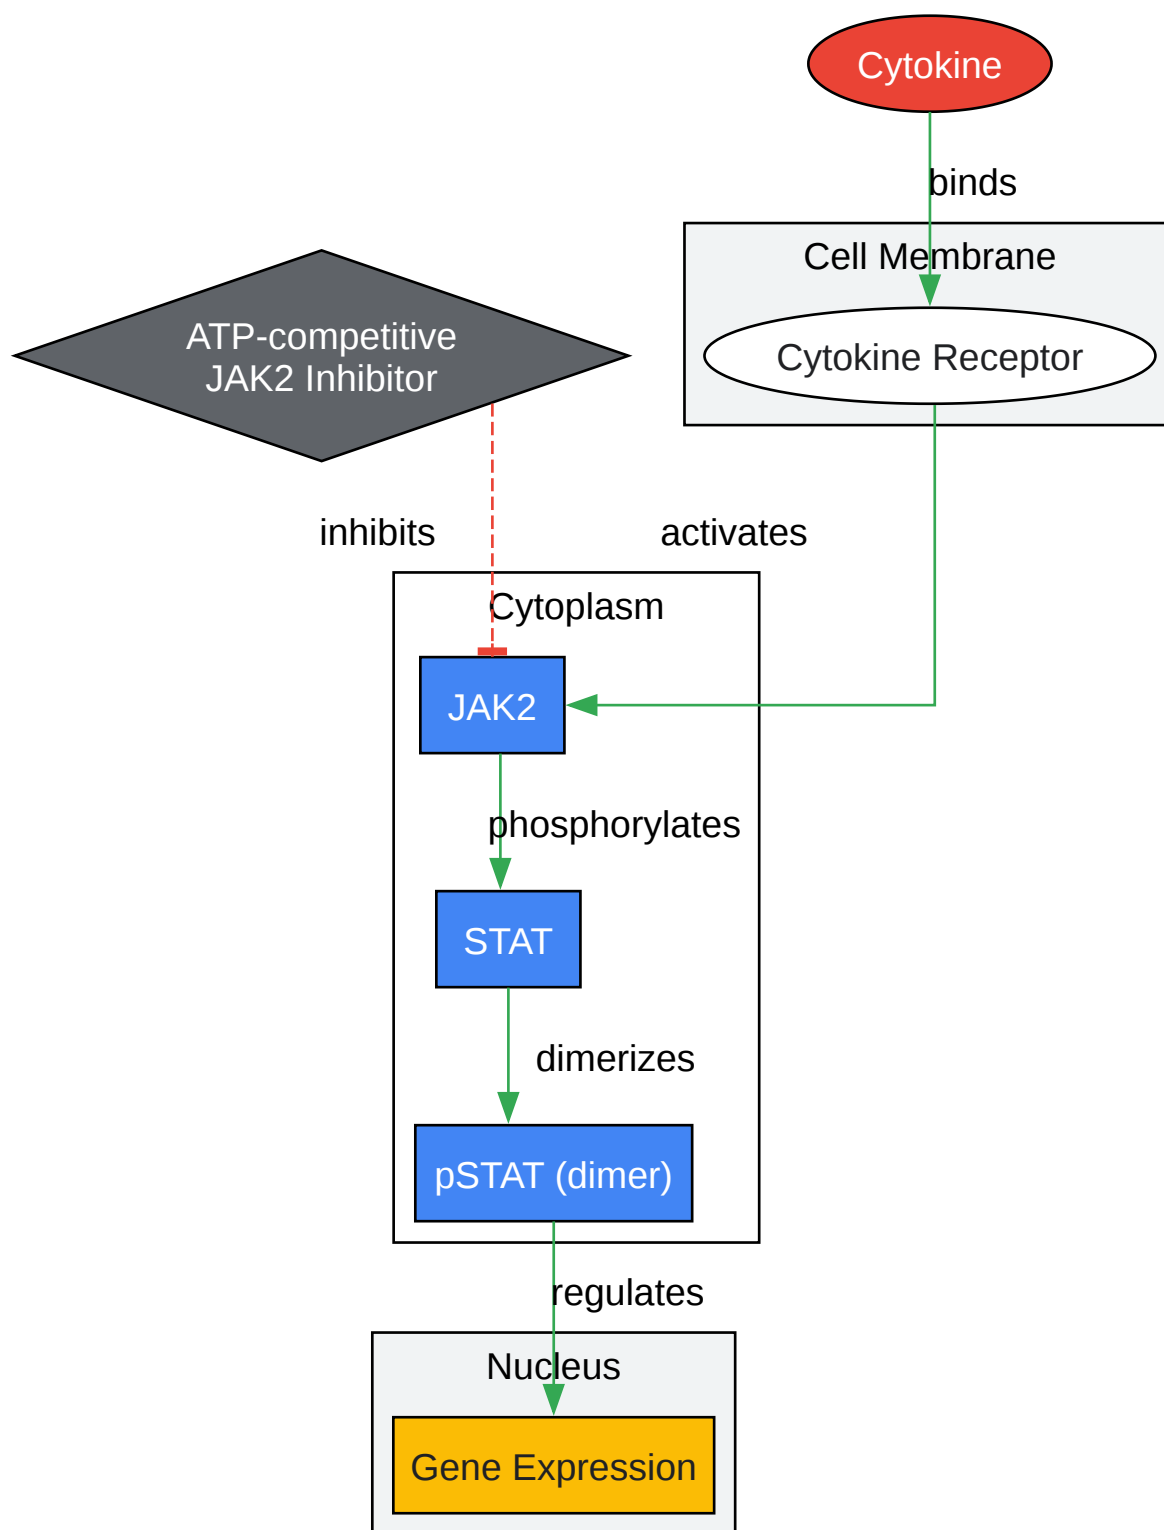 Cytokine
binds
Cell Membrane
Cytokine Receptor
ATP-competitive
JAK2 Inhibitor
inhibits
activates
Cytoplasm
JAK2
phosphorylates
STAT
dimerizes
pSTAT (dimer)
regulates
Nucleus
Gene Expression